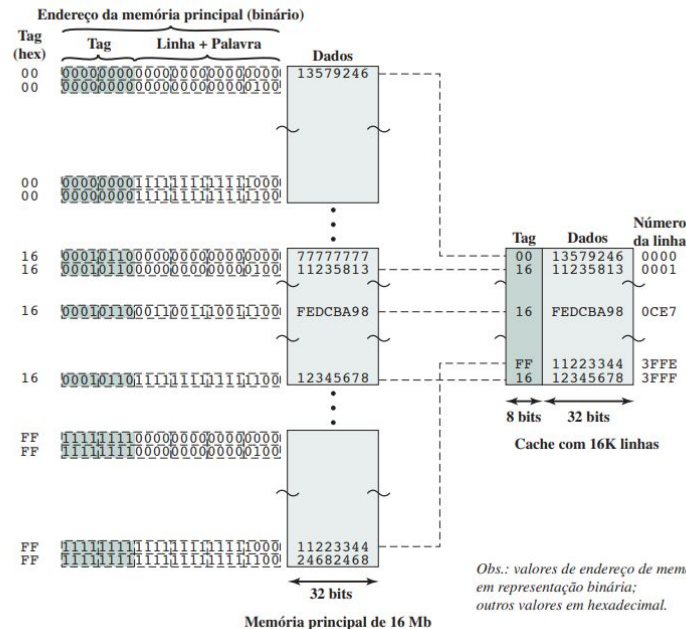 Endereço da memória principal (binário)
Tag
(hex)
Tag
Linha + Palavra
Dados
00 000000000000000000000000 13579246
00 000000000000000000000100
00 000000001111111111111000
00 000000001111111111111100
Tag Dados Número
da linha
16 000101100000000000000000 77777777
16 000101100000000000000100 11235813
00 13579246 0000
16 11235813 0001
16 000101100011001110011100 FEDCBA98
16 FEDCBA98 0CE7
FF 11223344 3FFE
16 000101101111111111111100 12345678
16 12345678 3FFF
8 bits 32 bits
Cache com 16K linhas
FF 111111110000000000000000
FF 111111110000000000000100
FF 111111111111111111111000 11223344
FF 111111111111111111111100 24682468
32 bits
Memória principal de 16 Mb
Obs.: valores de endereço de
em representação binária;
outros valores em hexadecimal.